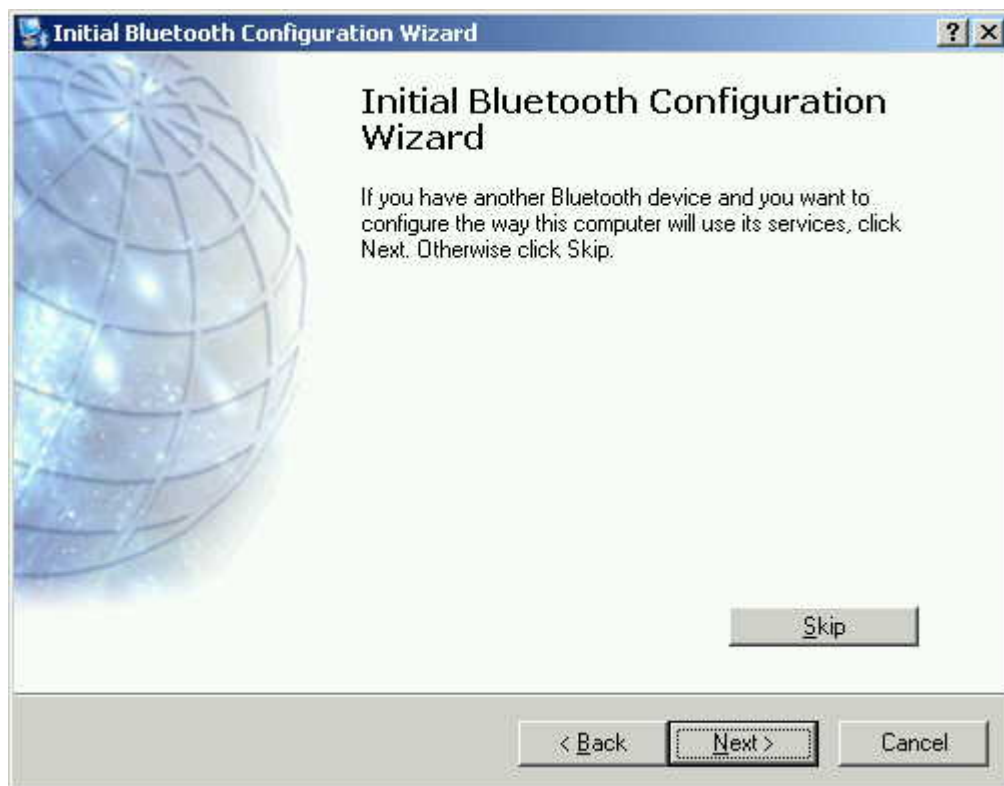 Initial Bluetooth Configuration Wizard
Initial Bluetooth Configuration
Wizard
If you have another Bluetooth device and you want to
configure the way this computer will use its services, click
Next. Otherwise click Skip.
Skip
< Back
Next >
Cancel